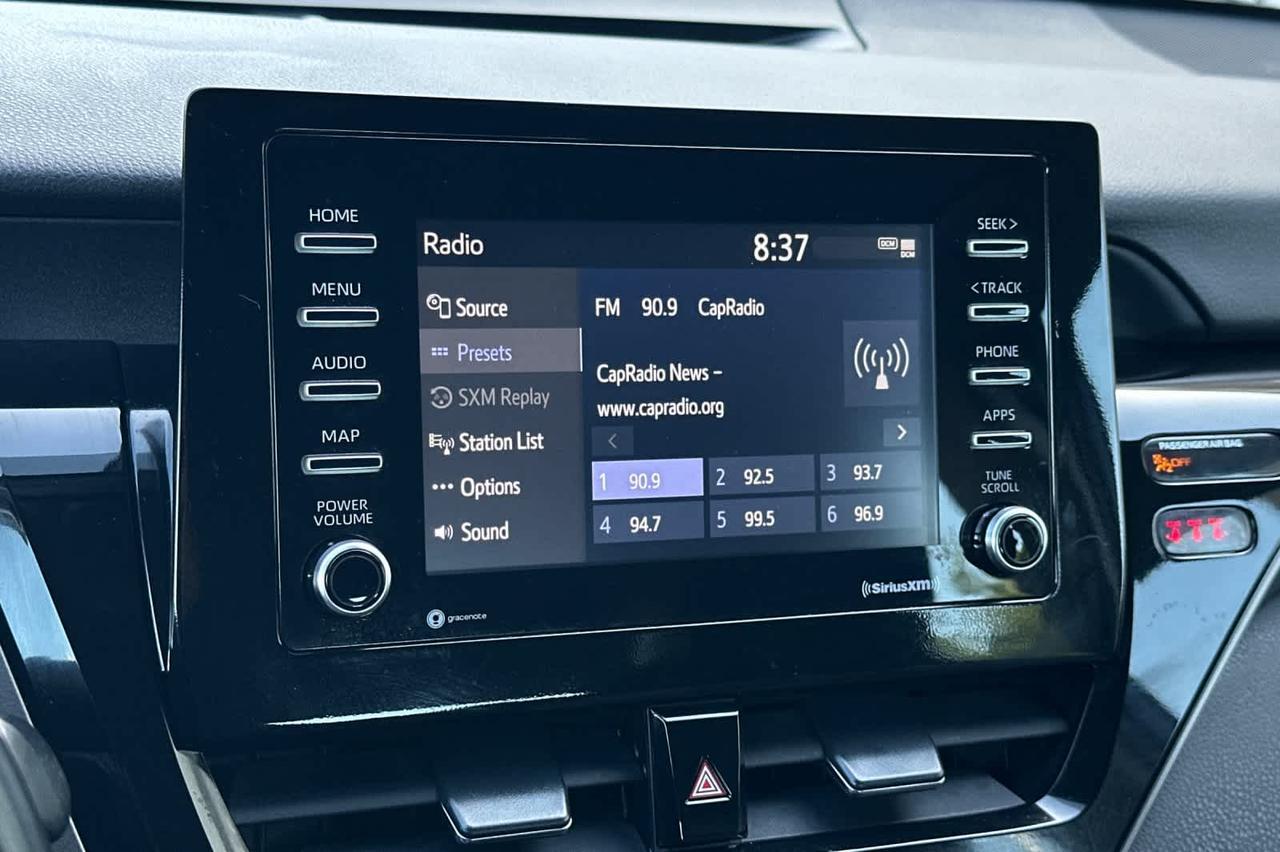 HOME
MENU
AUDIO
MAP
POWER
VOLUME
Radio
8:37
DCM
DCM
Source
Presets
SXM Replay
Station List
Options
Sound
FM 90.9 CapRadio
CapRadio News –
www.capradio.org
1 90.9 2 92.5 3 93.7
4 94.7 5 99.5 6 96.9
SEEK >
< TRACK
PHONE
APPS
TUNE
SCROLL
gracenote
SiriusXM
PASSENGER AIR BAG
OFF